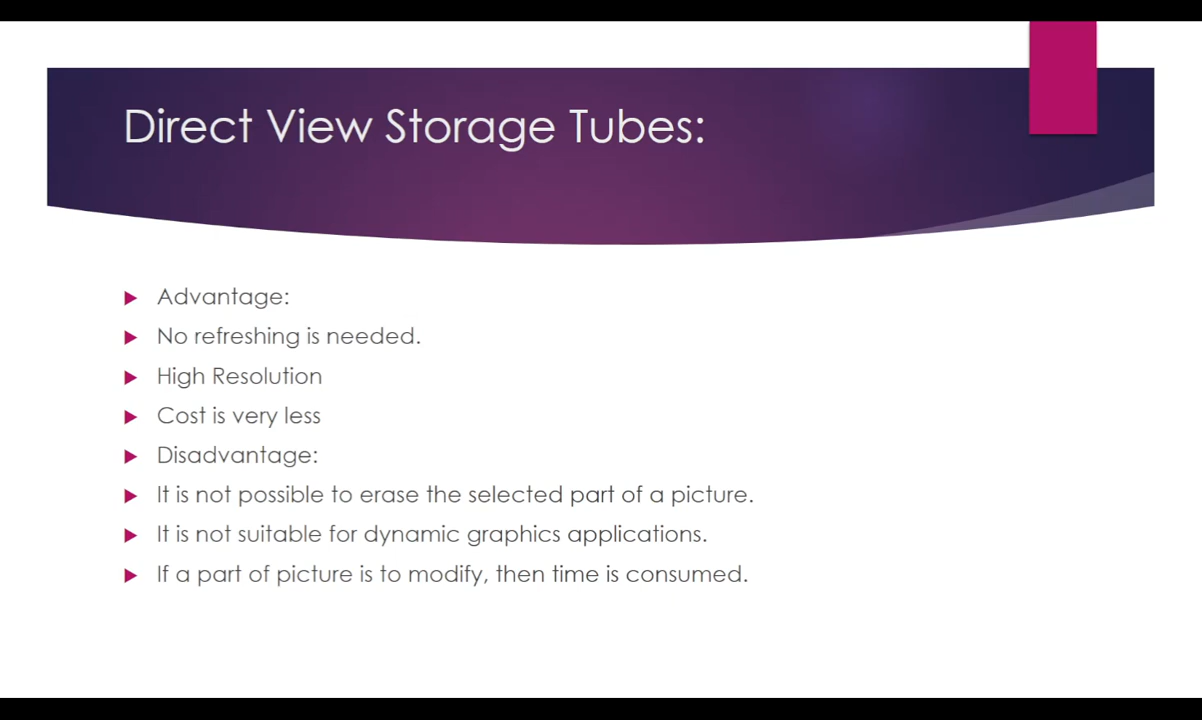 Direct View Storage Tubes:
Advantage:
No refreshing is needed.
High Resolution
Cost is very less
Disadvantage:
It is not possible to erase the selected part of a picture.
It is not suitable for dynamic graphics applications.
If a part of picture is to modify, then time is consumed.